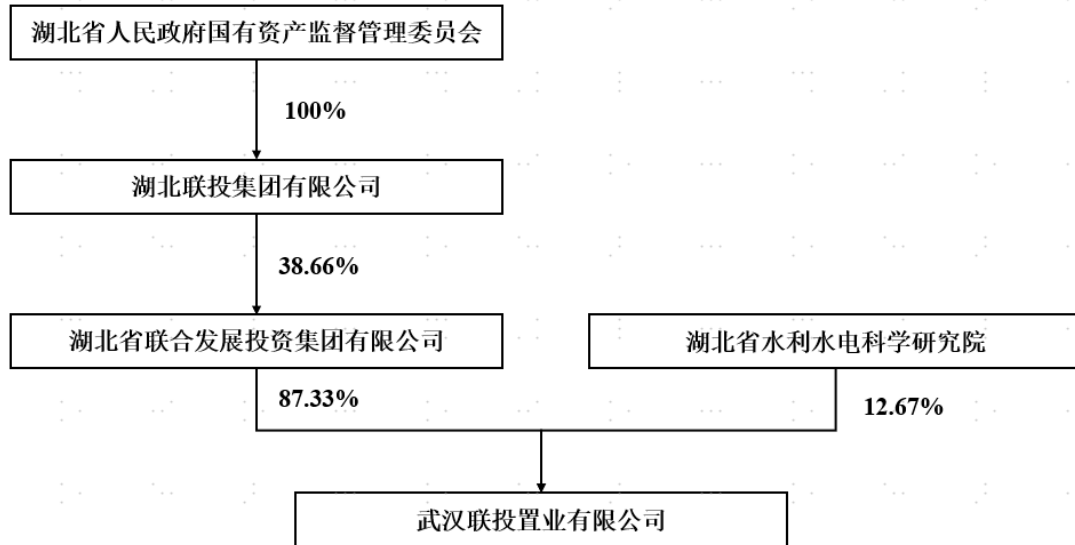 湖北省人民政府国有资产监督管理委员会
100%
湖北联投集团有限公司
38.66%
湖北省联合发展投资集团有限公司
湖北省水利水电科学研究院
87.33%
12.67%
武汉联投置业有限公司